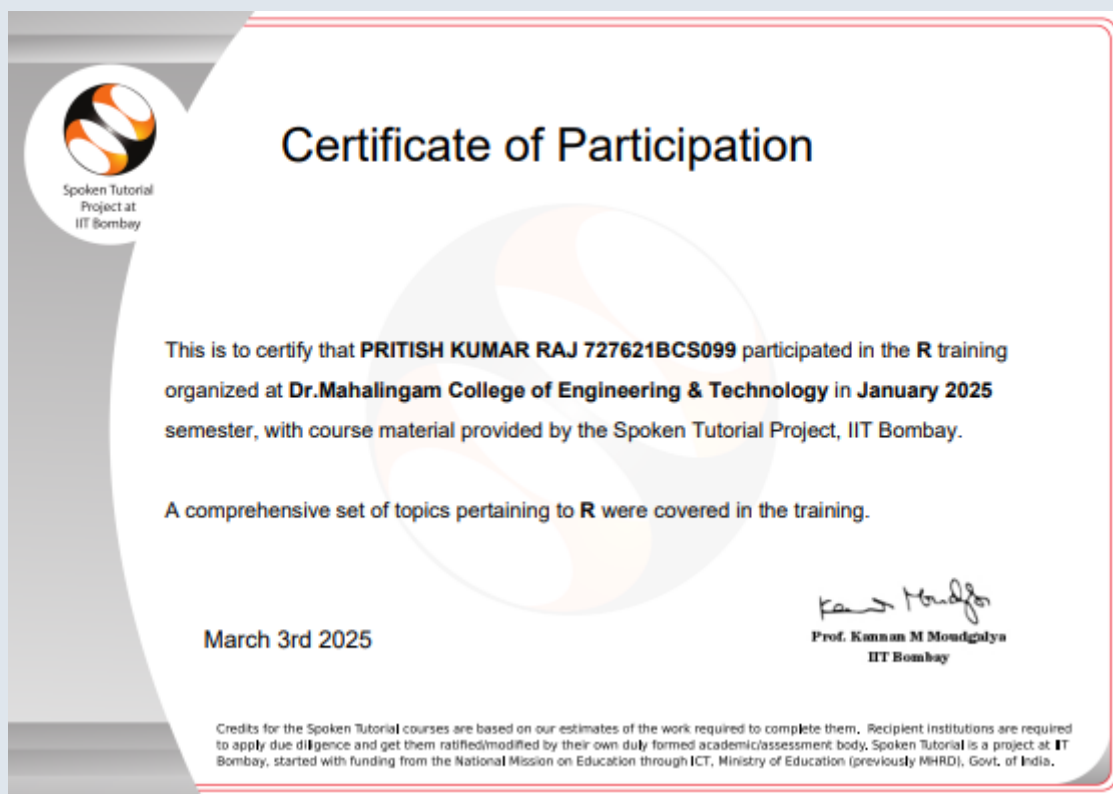 Spoken Tutorial
Project at
IIT Bombay
Certificate of Participation
This is to certify that PRITISH KUMAR RAJ 727621BCS099 participated in the R training
organized at Dr.Mahalingam College of Engineering & Technology in January 2025
semester, with course material provided by the Spoken Tutorial Project, IIT Bombay.
A comprehensive set of topics pertaining to R were covered in the training.
March 3rd 2025
Prof. Kannan M Moudgalya
IIT Bombay
Credits for the Spoken Tutorial courses are based on our estimates of the work required to complete them. Recipient institutions are required
to apply due diligence and get them ratified/modified by their own duly formed academic/assessment body. Spoken Tutorial is a project at IIT
Bombay, started with funding from the National Mission on Education through ICT, Ministry of Education (previously MHRD), Govt. of India.